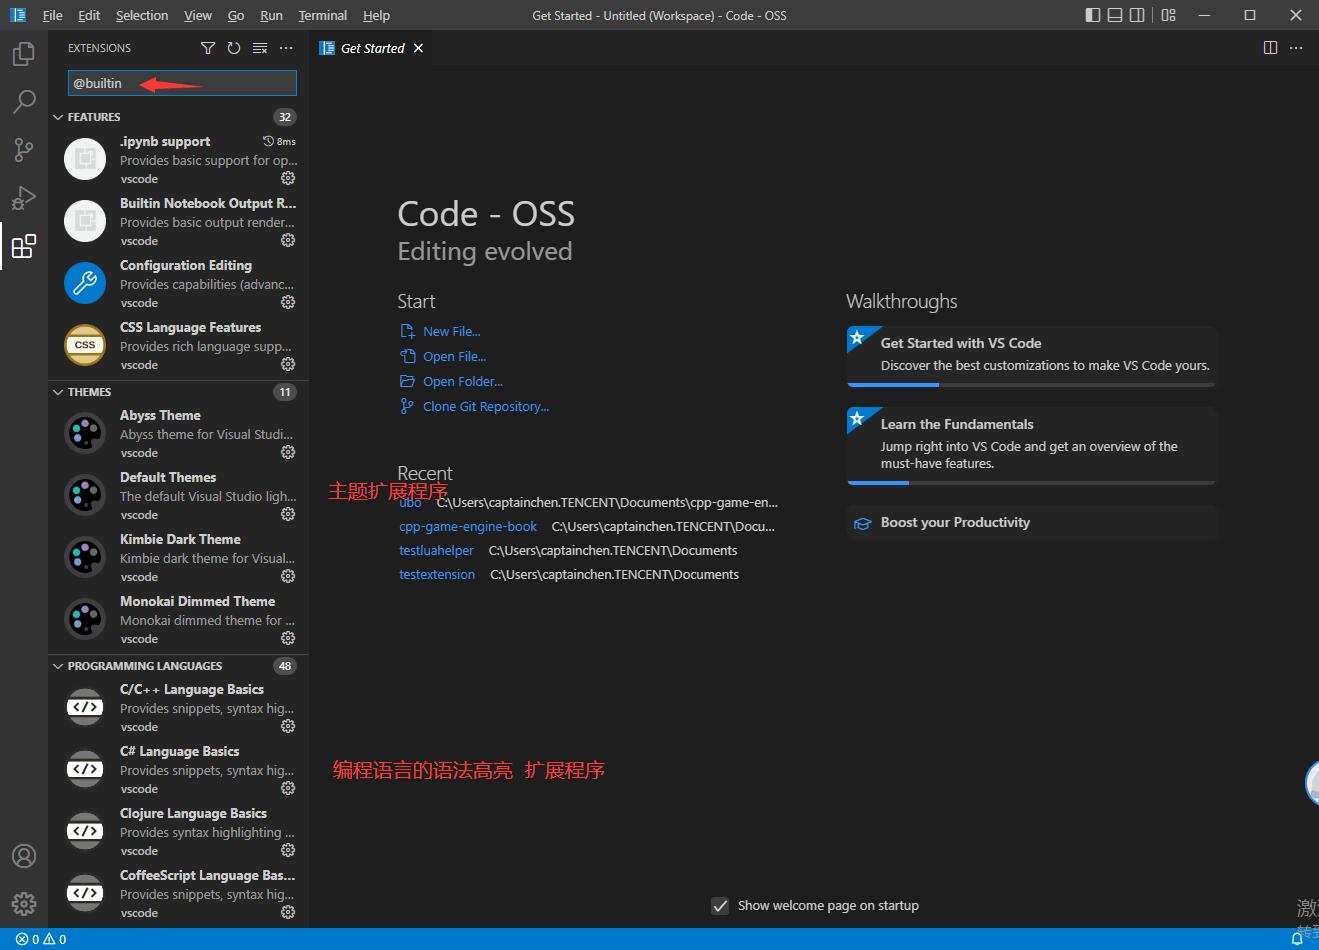 File Edit Selection View Go Run Terminal Help
Get Started - Untitled (Workspace) - Code - OSS
EXTENSIONS
@builtin
FEATURES 32
.ipynb support 8ms
Provides basic support for op...
vscode
Builtin Notebook Output R...
Provides basic output render...
vscode
Configuration Editing
Provides capabilities (advanc...
vscode
CSS
CSS Language Features
Provides rich language supp...
vscode
THEMES 11
Abyss Theme
Abyss theme for Visual Studi...
vscode
Default Themes
The default Visual Studio ligh...
vscode
Kimbie Dark Theme
Kimbie dark theme for Visual...
vscode
Monokai Dimmed Theme
Monokai dimmed theme for ...
vscode
PROGRAMMING LANGUAGES 48
C/C++ Language Basics
Provides snippets, syntax hig...
vscode
C# Language Basics
Provides snippets, syntax hig...
vscode
Clojure Language Basics
Provides syntax highlighting ...
vscode
CoffeeScript Language Bas...
Provides snippets, syntax hig...
vscode
Get Started
Code - OSS
Editing evolved
Start
New File...
Open File...
Open Folder...
Clone Git Repository...
Recent
主题扩展程序
ubo C:\Users\captainchen.TENCENT\Documents\cpp-game-en...
cpp-game-engine-book C:\Users\captainchen.TENCENT\Docu...
testluahelper C:\Users\captainchen.TENCENT\Documents
testextension C:\Users\captainchen.TENCENT\Documents
编程语言的语法高亮 扩展程序
Walkthroughs
Get Started with VS Code
Discover the best customizations to make VS Code yours.
Learn the Fundamentals
Jump right into VS Code and get an overview of the
must-have features.
Boost your Productivity
Show welcome page on startup
激
转到
0 0